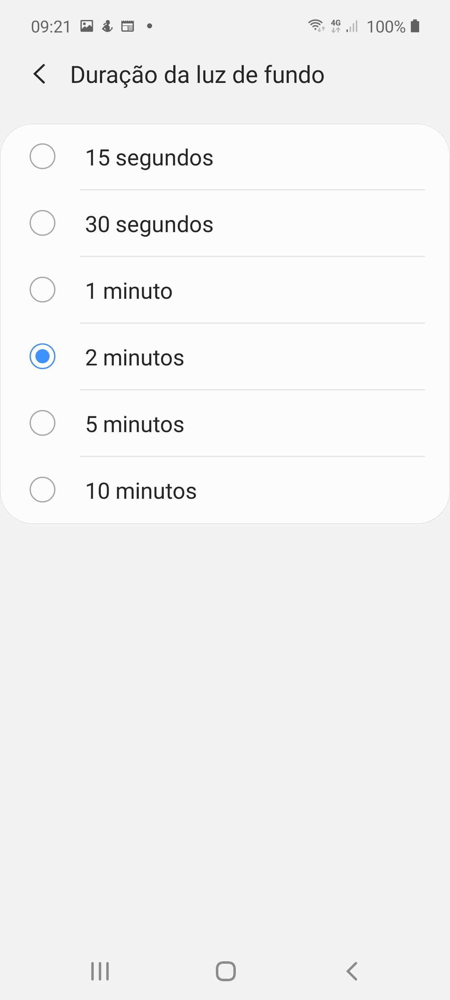 09:21 4G 100%
Duração da luz de fundo
15 segundos
30 segundos
1 minuto
2 minutos
5 minutos
10 minutos